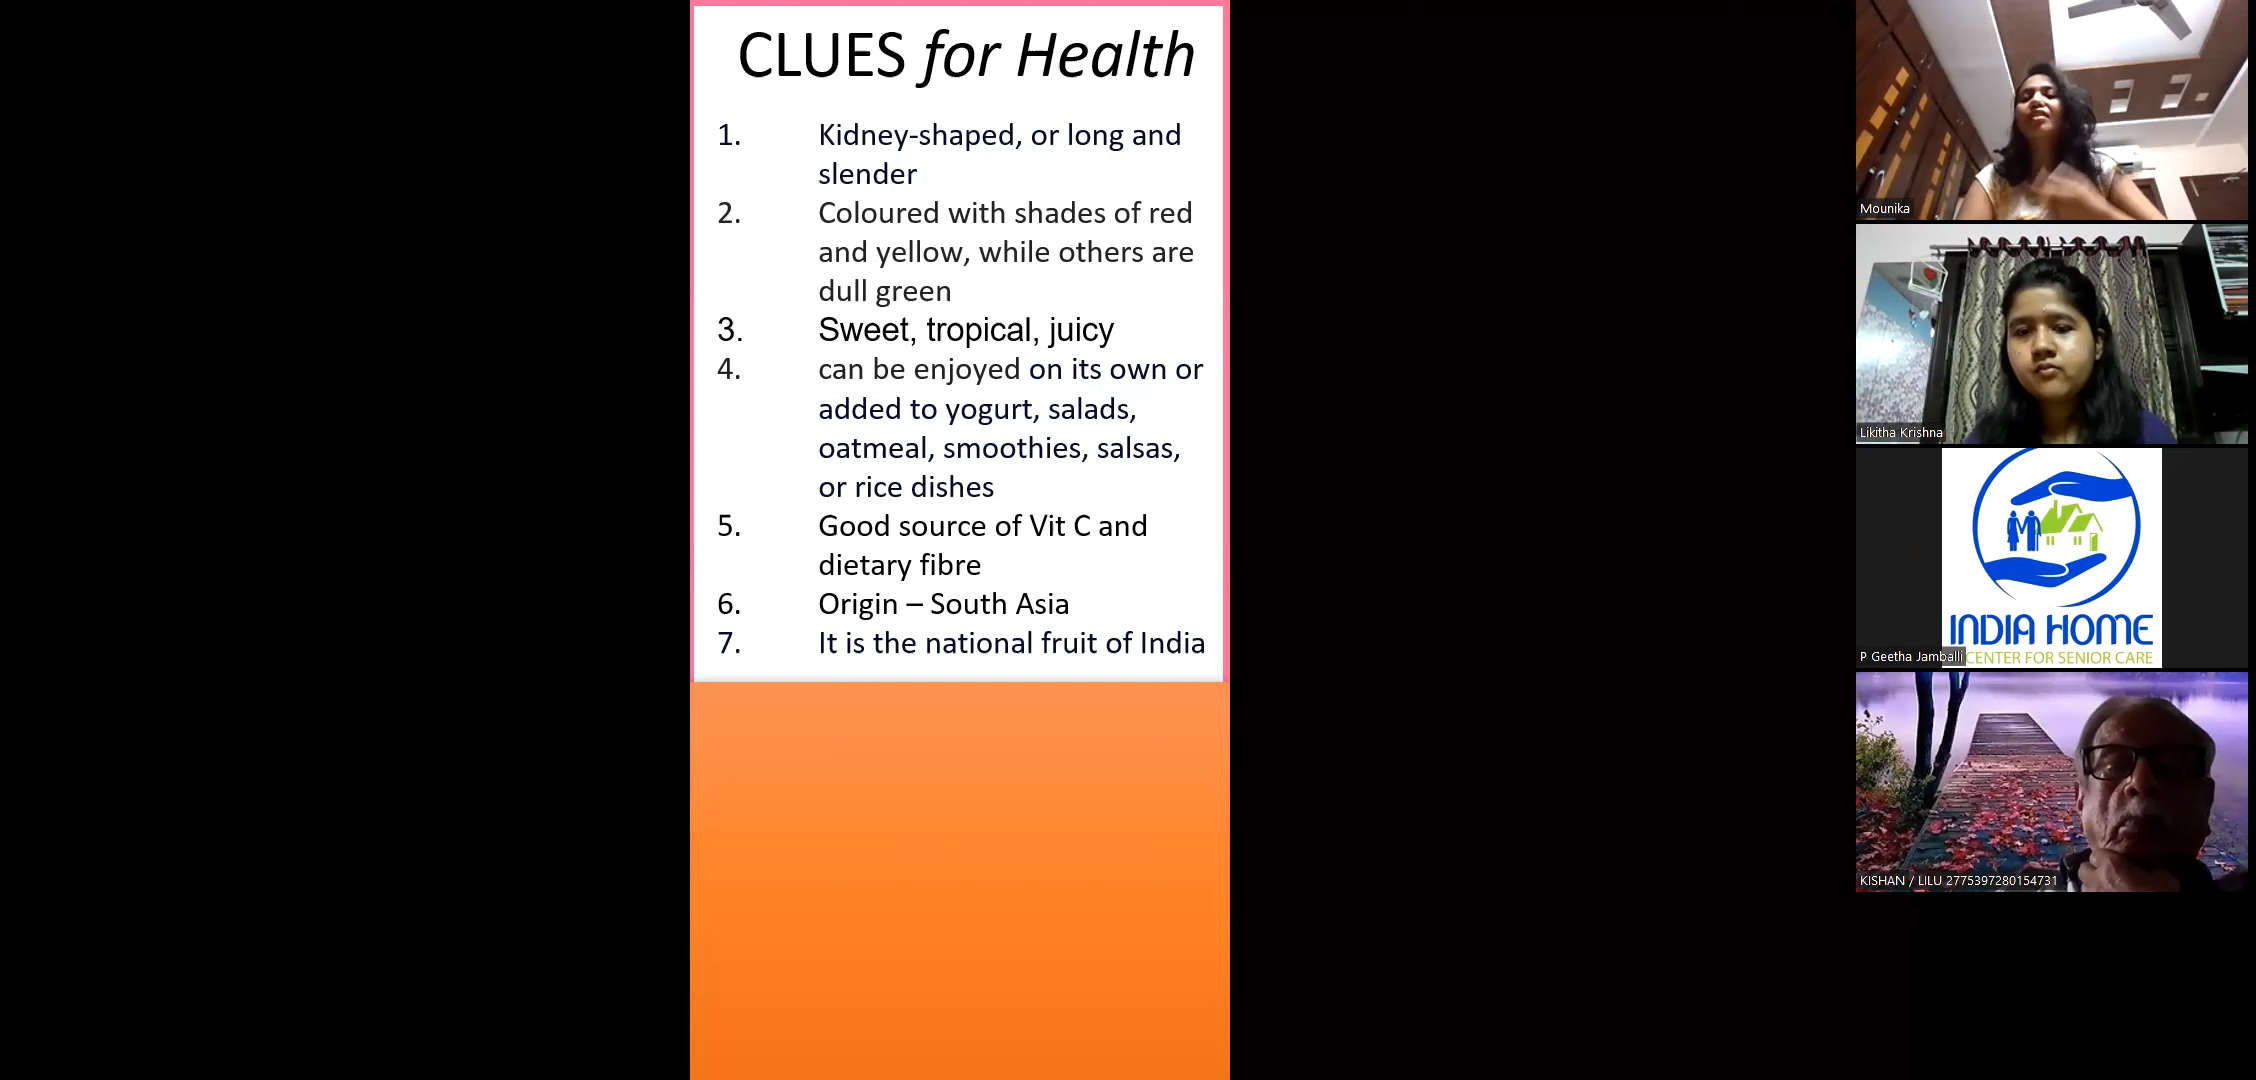 CLUES for Health
1. Kidney-shaped, or long and
slender
2. Coloured with shades of red
and yellow, while others are
dull green
3. Sweet, tropical, juicy
4. can be enjoyed on its own or
added to yogurt, salads,
oatmeal, smoothies, salsas,
or rice dishes
5. Good source of Vit C and
dietary fibre
6. Origin – South Asia
7. It is the national fruit of India
Mounika
Likitha Krishna
INDIA HOME
CENTER FOR SENIOR CARE
P Geetha Jamballi
KISHAN / LILU 2775397280154731